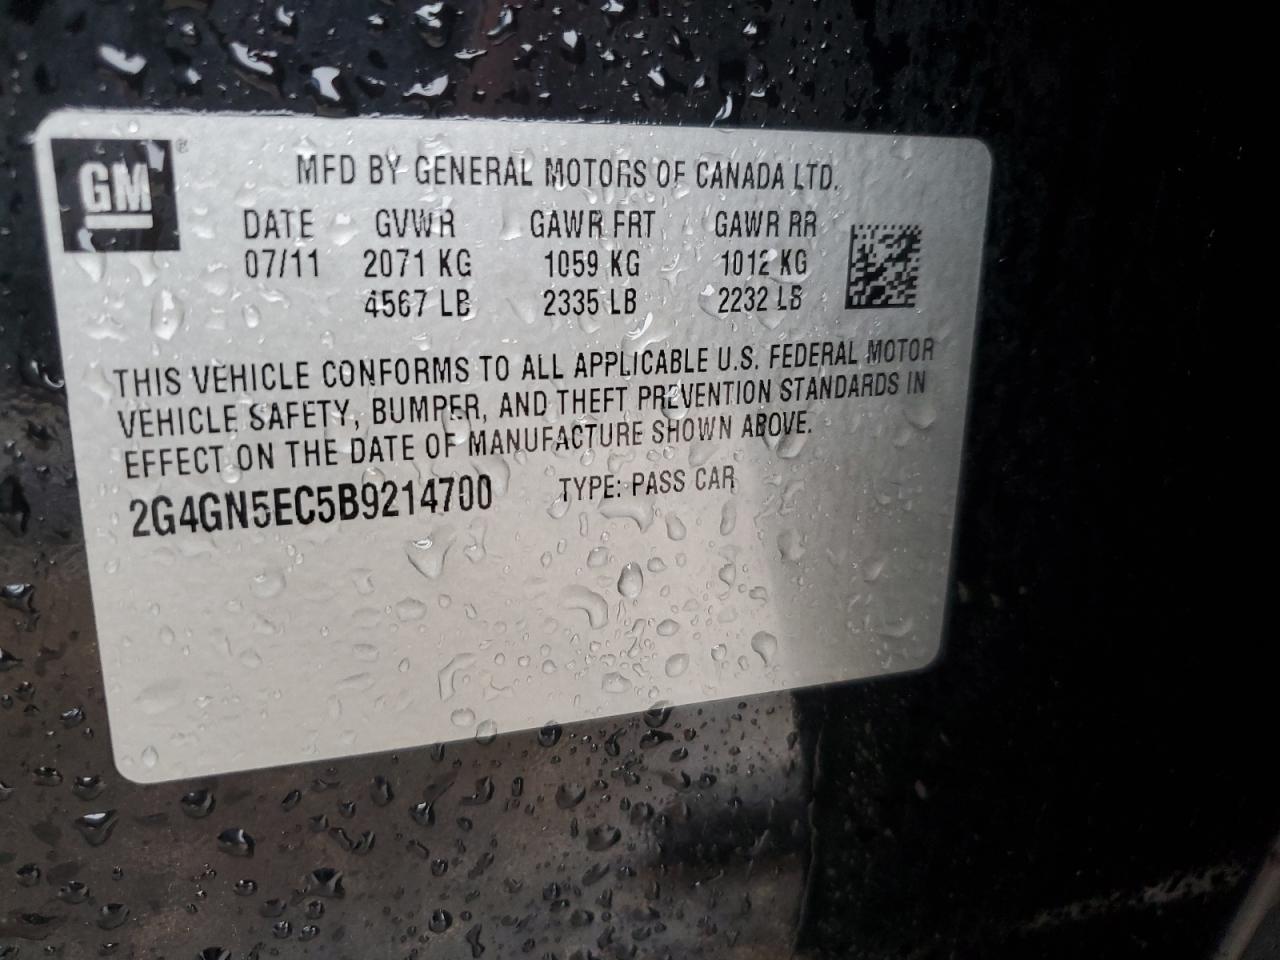 GM®
MFD BY GENERAL MOTORS OF CANADA LTD.
DATE GVWR GAWR FRT GAWR RR
07/11 2071 KG 1059 KG 1012 KG
4567 LB 2335 LB 2232 LB
THIS VEHICLE CONFORMS TO ALL APPLICABLE U.S. FEDERAL MOTOR
VEHICLE SAFETY, BUMPER, AND THEFT PREVENTION STANDARDS IN
EFFECT ON THE DATE OF MANUFACTURE SHOWN ABOVE.
2G4GN5EC5B9214700 TYPE: PASS CAR